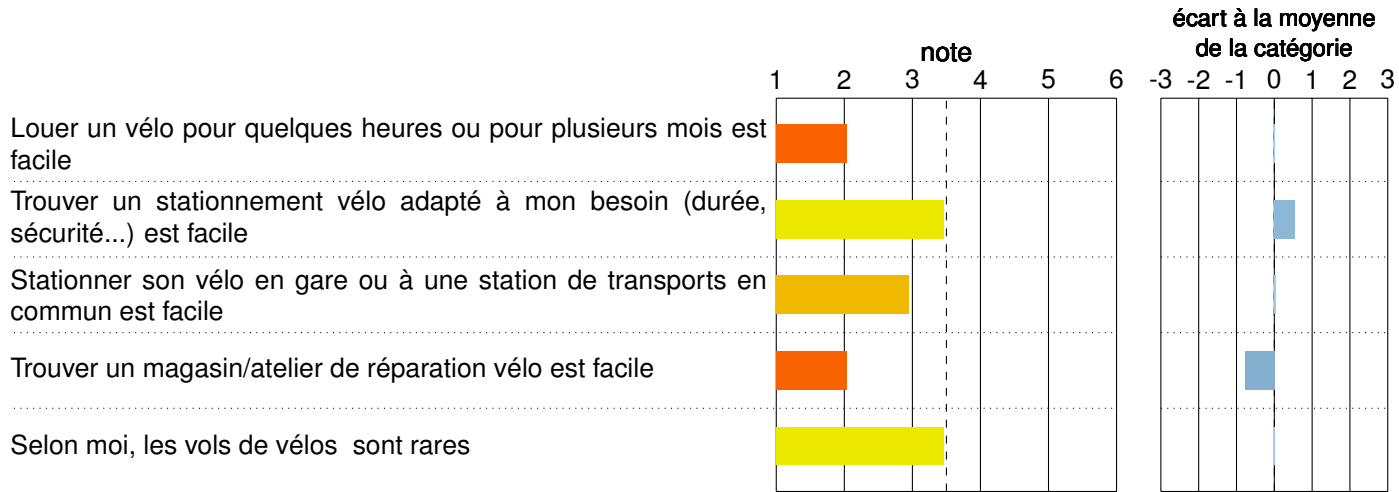 écart à la moyenne
note de la catégorie
1 2 3 4 5 6 -3 -2 -1 0 1 2 3
Louer un vélo pour quelques heures ou pour plusieurs mois est
facile
Trouver un stationnement vélo adapté à mon besoin (durée,
sécurité...) est facile
Stationner son vélo en gare ou à une station de transports en
commun est facile
Trouver un magasin/atelier de réparation vélo est facile
Selon moi, les vols de vélos sont rares